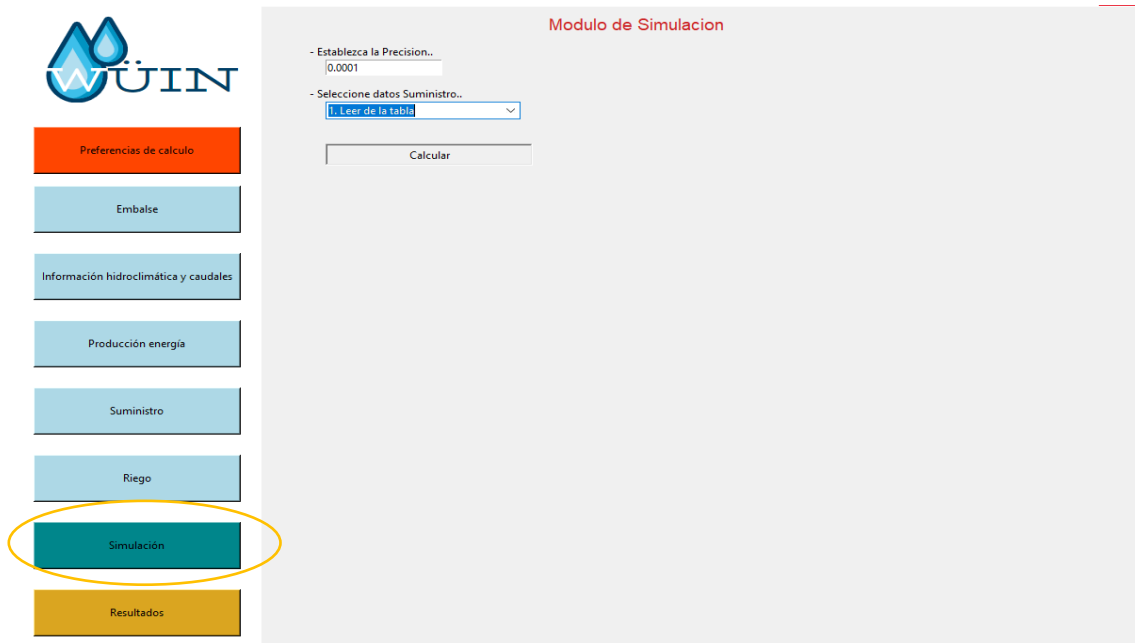 WÜIN
Preferencias de calculo
Embalse
Información hidroclimática y caudales
Producción energía
Suministro
Riego
Simulación
Resultados
Modulo de Simulacion
- Establezca la Precision..
0.0001
- Seleccione datos Suministro..
1. Leer de la tabla
Calcular